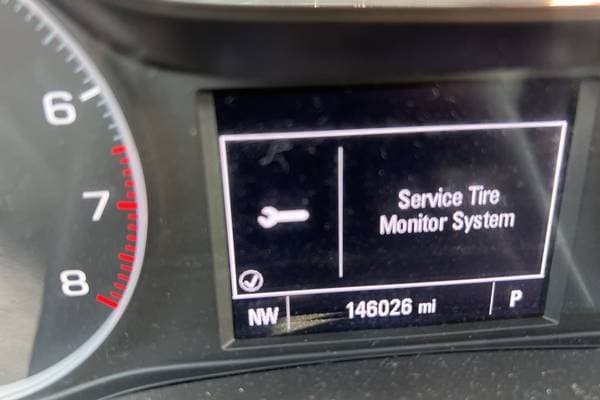 6
7
8
Service Tire
Monitor System
NW 146026 mi P